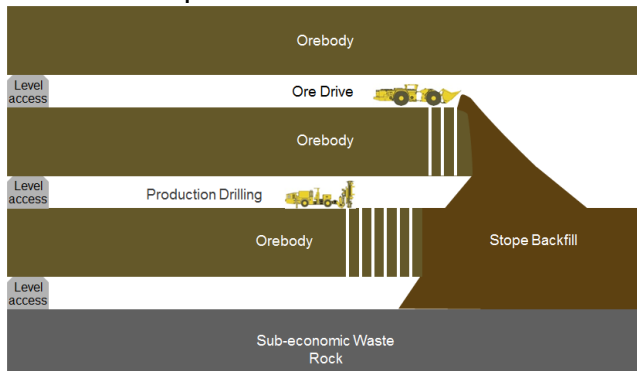 Orebody
Level
access
Ore Drive
Orebody
Level
access
Production Drilling
Orebody
Stope Backfill
Level
access
Sub-economic Waste
Rock